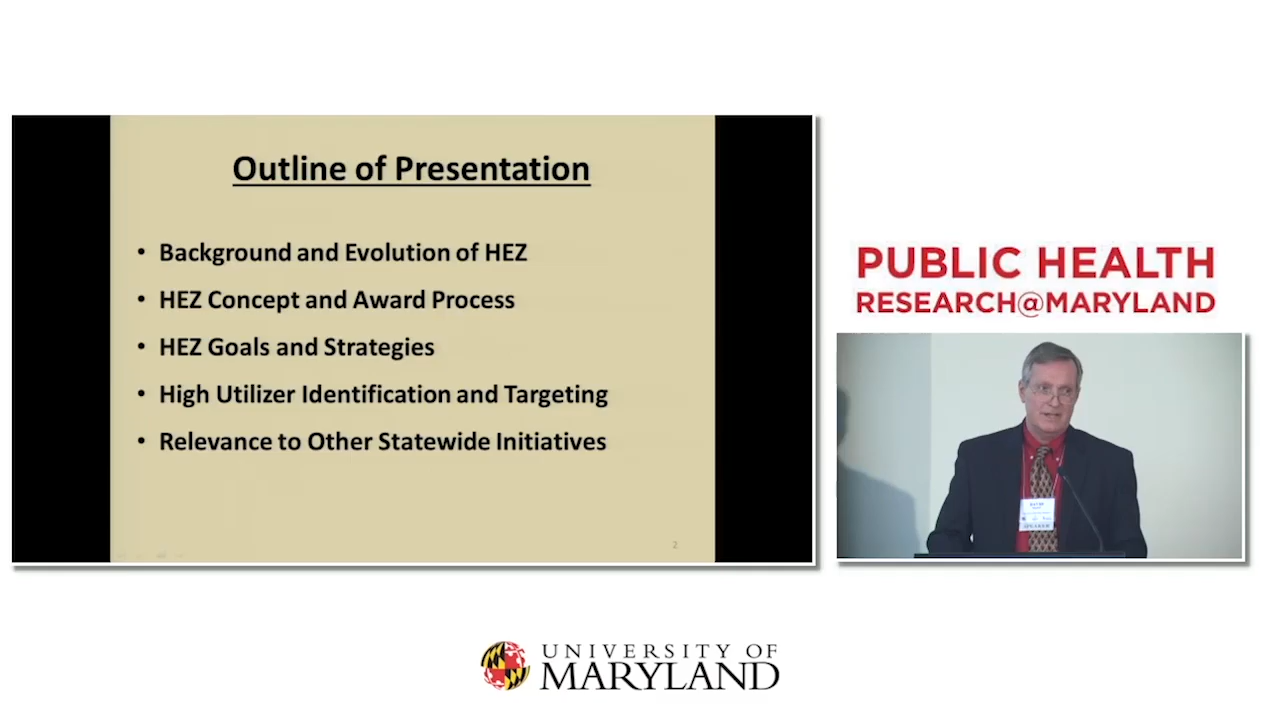 Outline of Presentation
• Background and Evolution of HEZ
• HEZ Concept and Award Process
• HEZ Goals and Strategies
• High Utilizer Identification and Targeting
• Relevance to Other Statewide Initiatives
2
PUBLIC HEALTH
RESEARCH@MARYLAND
SPEAKER
UNIVERSITY OF
MARYLAND